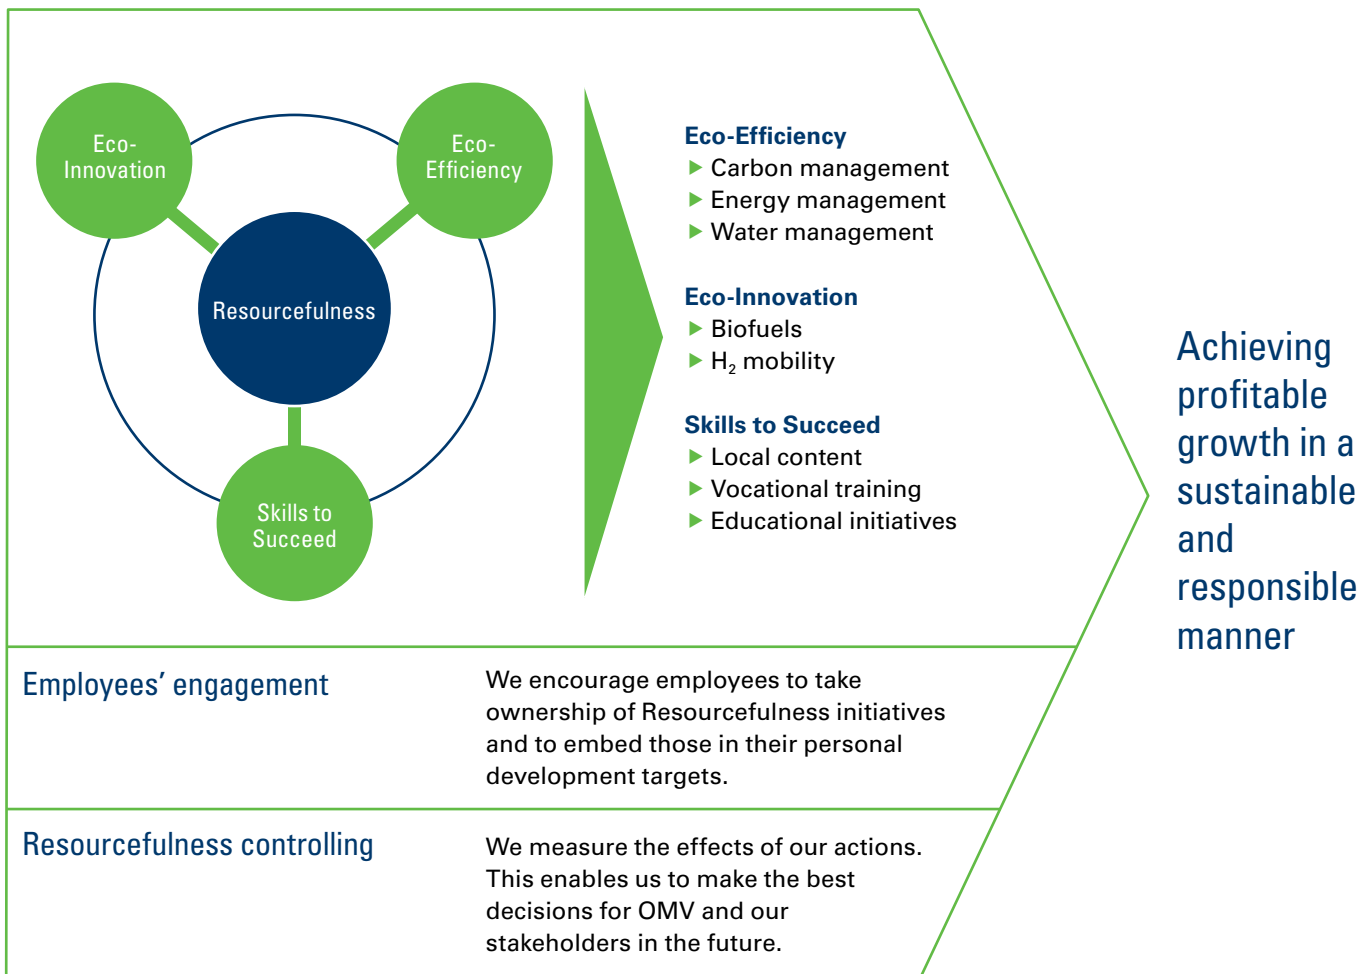 Eco-
Innovation
Eco-
Efficiency
Resourcefulness
Skills to
Succeed
Eco-Efficiency
▶ Carbon management
▶ Energy management
▶ Water management
Eco-Innovation
▶ Biofuels
▶ H₂ mobility
Skills to Succeed
▶ Local content
▶ Vocational training
▶ Educational initiatives
Achieving
profitable
growth in a
sustainable
and
responsible
manner
Employees’ engagement
We encourage employees to take
ownership of Resourcefulness initiatives
and to embed those in their personal
development targets.
Resourcefulness controlling
We measure the effects of our actions.
This enables us to make the best
decisions for OMV and our
stakeholders in the future.